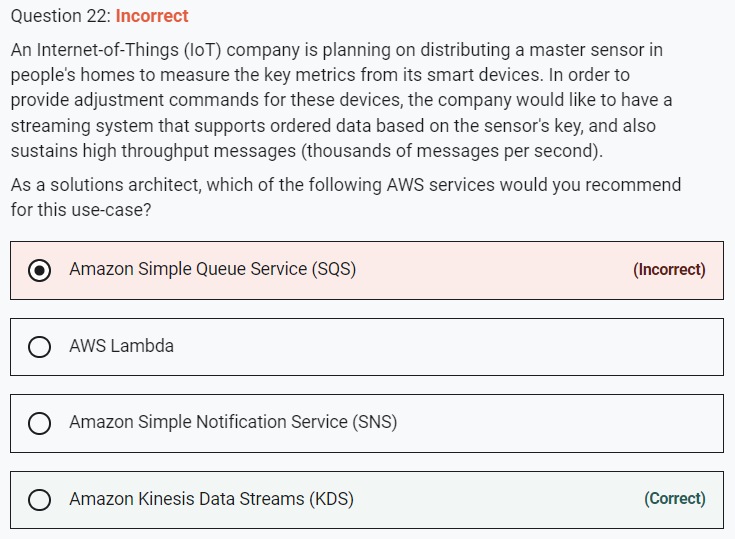 Question 22: Incorrect
An Internet-of-Things (IoT) company is planning on distributing a master sensor in
people's homes to measure the key metrics from its smart devices. In order to
provide adjustment commands for these devices, the company would like to have a
streaming system that supports ordered data based on the sensor's key, and also
sustains high throughput messages (thousands of messages per second).
As a solutions architect, which of the following AWS services would you recommend
for this use-case?
Amazon Simple Queue Service (SQS) (Incorrect)
AWS Lambda
Amazon Simple Notification Service (SNS)
Amazon Kinesis Data Streams (KDS) (Correct)